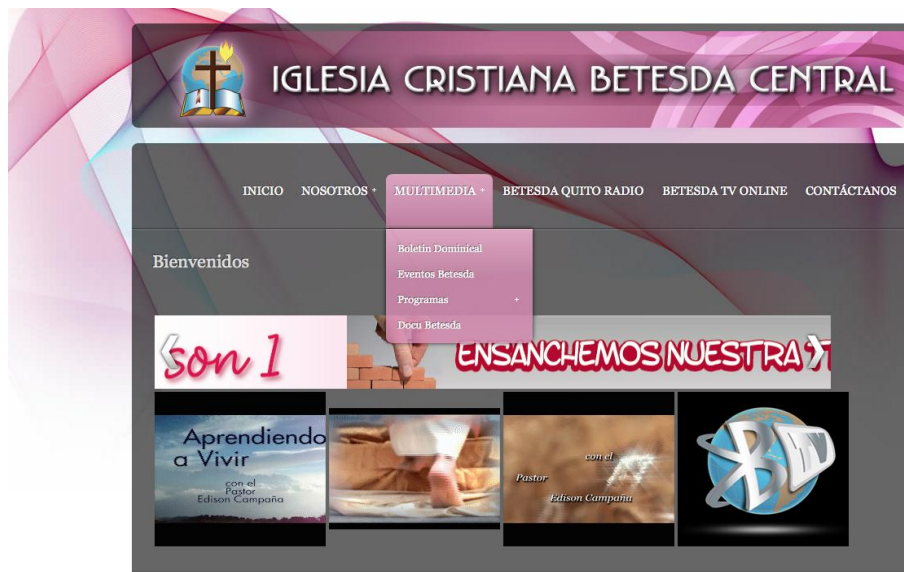 IGLESIA CRISTIANA BETESDA CENTRAL
INICIO NOSOTROS + MULTIMEDIA + BETESDA QUITO RADIO BETESDA TV ONLINE CONTÁCTANOS
Boletín Dominical
Eventos Betesda
Programas +
Docu Betesda
Bienvenidos
son 1
ENSANCHEMOS NUESTRA
Aprendiendo
a Vivir
con el
Pastor
Edison Campaña
con el
Pastor
Edison Campaña